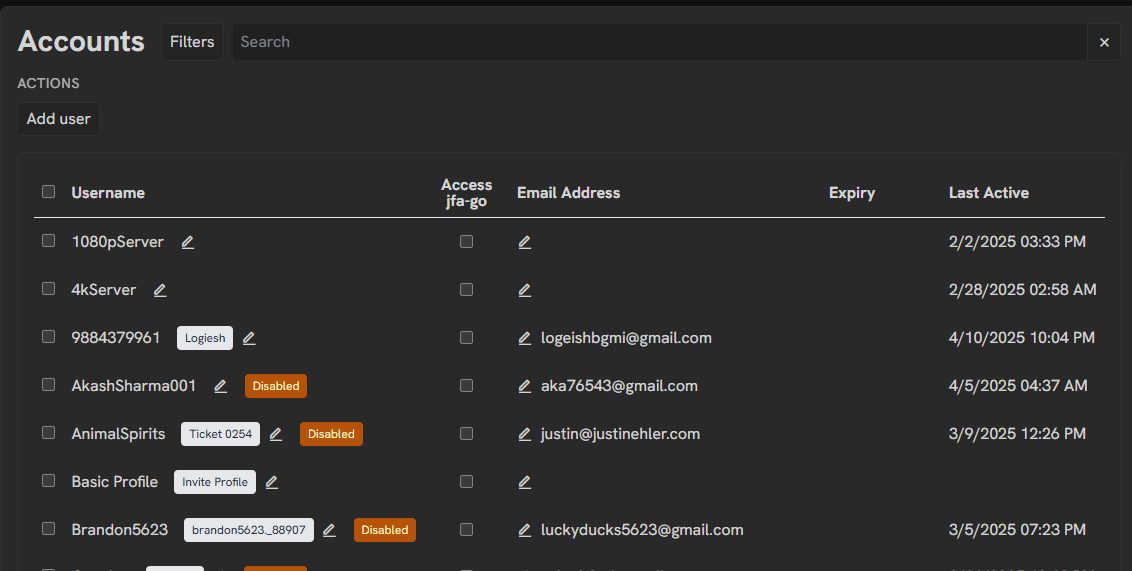 Accounts Filters Search ×
ACTIONS
Add user
Username Access jfa-go Email Address Expiry Last Active
1080pServer 2/2/2025 03:33 PM
4kServer 2/28/2025 02:58 AM
9884379961 Logiesh logeishbgmi@gmail.com 4/10/2025 10:04 PM
AkashSharma001 Disabled aka76543@gmail.com 4/5/2025 04:37 AM
AnimalSpirits Ticket 0254 Disabled justin@justinehler.com 3/9/2025 12:26 PM
Basic Profile Invite Profile
Brandon5623 brandon5623._88907 Disabled luckyducks5623@gmail.com 3/5/2025 07:23 PM